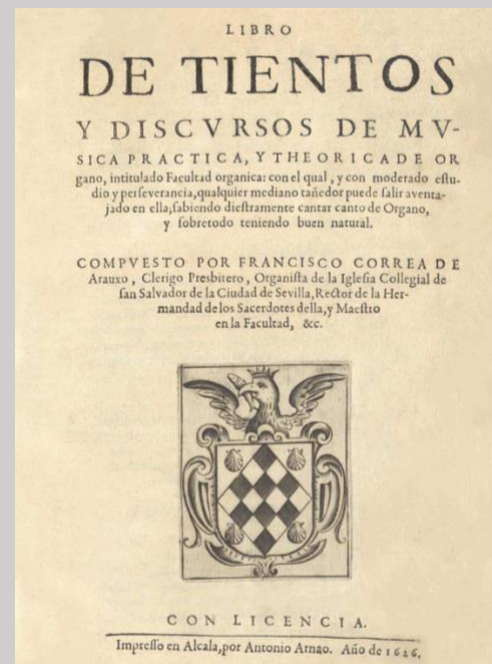 LIBRO
DE TIENTOS
Y DISCVRSOS DE MV-
SICA PRACTICA, Y THEORICA DE OR
gano, intitulado Facultad organica: con el qual, y con moderado eſtu-
dio y perſeverancia, qualquier mediano tañedor puede ſalir aventa-
jado en ella, ſabiendo dieſtramente cantar canto de Organo,
y ſobretodo teniendo buen natural.
COMPVESTO POR FRANCISCO CORREA DE
Arauxo, Clerigo Presbitero, Organiſta de la Igleſia Collegial de
ſan Salvador de la Ciudad de Sevilla, Rector de la Her-
mandad de los Sacerdotes della, y Maeſtro
en la Facultad, &c.
CON LICENCIA.
Impreſſo en Alcala, por Antonio Arnao. Año de 1626.